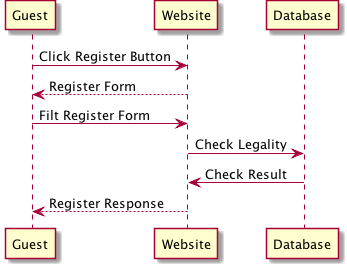 Guest Website Database
Click Register Button
Register Form
Filt Register Form
Check Legality
Check Result
Register Response
Guest Website Database